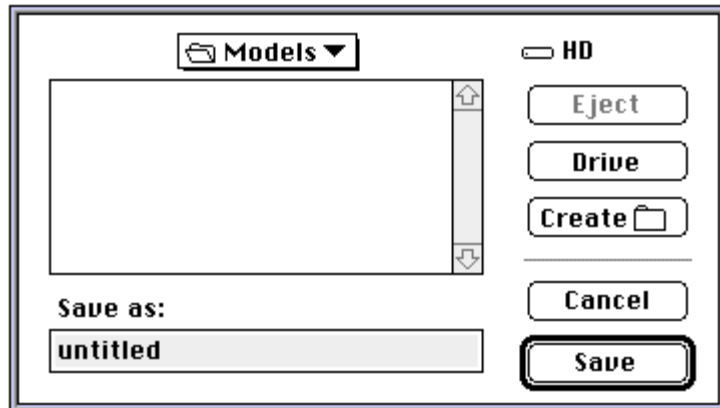 Models
HD
Eject
Drive
Create
Save as:
untitled
Cancel
Save